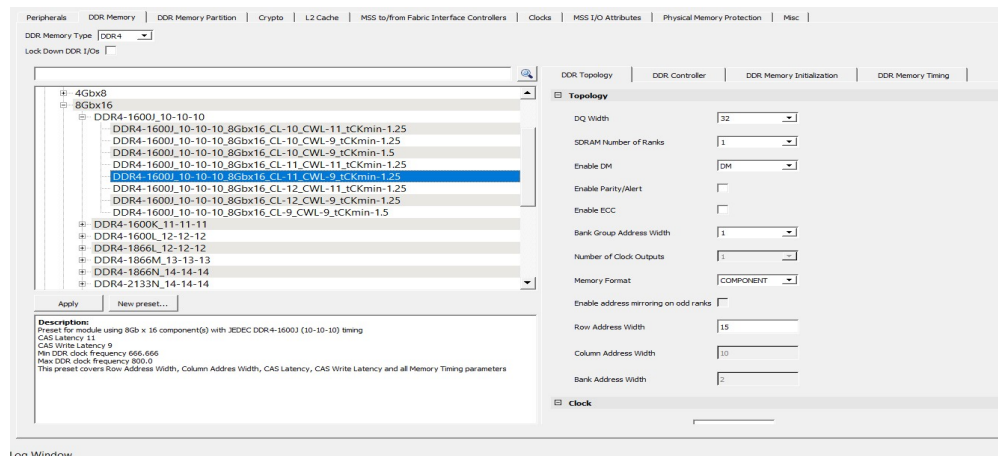 Peripherals DDR Memory DDR Memory Partition Crypto L2 Cache MSS to/from Fabric Interface Controllers Clocks MSS I/O Attributes Physical Memory Protection Misc
DDR Memory Type DDR4
Lock Down DDR I/Os
4Gbx8
8Gbx16
DDR4-1600J_10-10-10
DDR4-1600J_10-10-10_8Gbx16_CL-10_CWL-11_tCKmin-1.25
DDR4-1600J_10-10-10_8Gbx16_CL-10_CWL-9_tCKmin-1.25
DDR4-1600J_10-10-10_8Gbx16_CL-10_CWL-9_tCKmin-1.5
DDR4-1600J_10-10-10_8Gbx16_CL-11_CWL-11_tCKmin-1.25
DDR4-1600J_10-10-10_8Gbx16_CL-11_CWL-9_tCKmin-1.25
DDR4-1600J_10-10-10_8Gbx16_CL-12_CWL-11_tCKmin-1.25
DDR4-1600J_10-10-10_8Gbx16_CL-12_CWL-9_tCKmin-1.25
DDR4-1600J_10-10-10_8Gbx16_CL-9_CWL-9_tCKmin-1.5
DDR4-1600K_11-11-11
DDR4-1600L_12-12-12
DDR4-1866L_12-12-12
DDR4-1866M_13-13-13
DDR4-1866N_14-14-14
DDR4-2133N_14-14-14
Apply New preset...
Description:
Preset for module using 8Gb x 16 component(s) with JEDEC DDR4-1600J (10-10-10) timing
CAS Latency 11
CAS Write Latency 9
Min DDR clock frequency 666.666
Max DDR clock frequency 800.0
This preset covers Row Address Width, Column Addres Width, CAS Latency, CAS Write Latency and all Memory Timing parameters
DDR Topology DDR Controller DDR Memory Initialization DDR Memory Timing
Topology
DQ Width 32
SDRAM Number of Ranks 1
Enable DM DM
Enable Parity/Alert
Enable ECC
Bank Group Address Width 1
Number of Clock Outputs 1
Memory Format COMPONENT
Enable address mirroring on odd ranks
Row Address Width 15
Column Address Width 10
Bank Address Width 2
Clock
Log Window